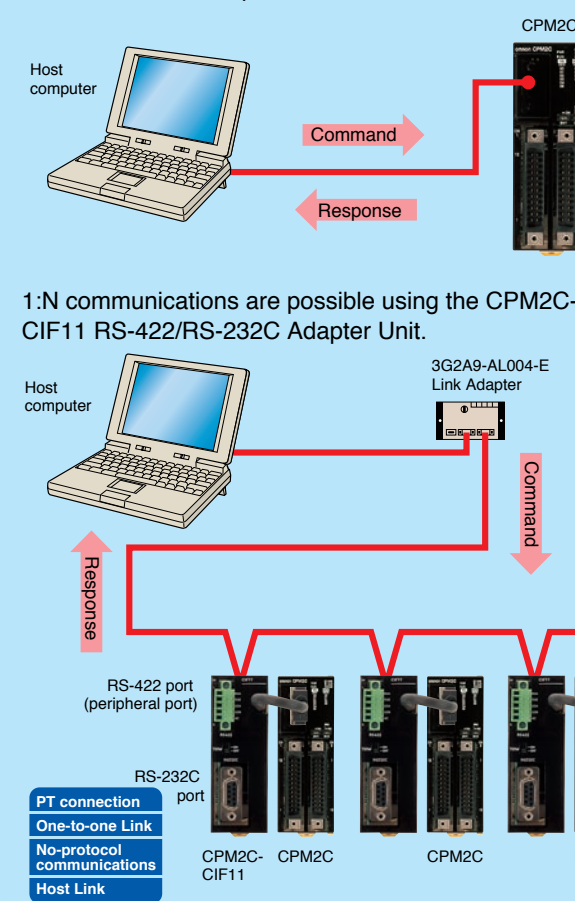 CPM2C
Host
computer
Command
Response
1:N communications are possible using the CPM2C-
CIF11 RS-422/RS-232C Adapter Unit.
3G2A9-AL004-E
Link Adapter
Host
computer
Command
Response
RS-422 port
(peripheral port)
RS-232C
port
PT connection
One-to-one Link
No-protocol
communications
Host Link
CPM2C-
CIF11
CPM2C
CPM2C